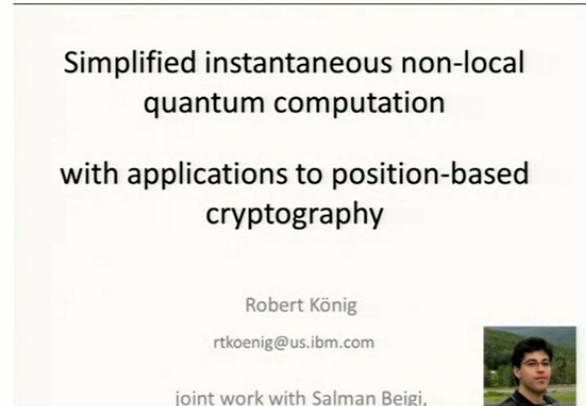 Simplified instantaneous non-local
quantum computation
with applications to position-based
cryptography
Robert König
rtkoenig@us.ibm.com
joint work with Salman Beigi,